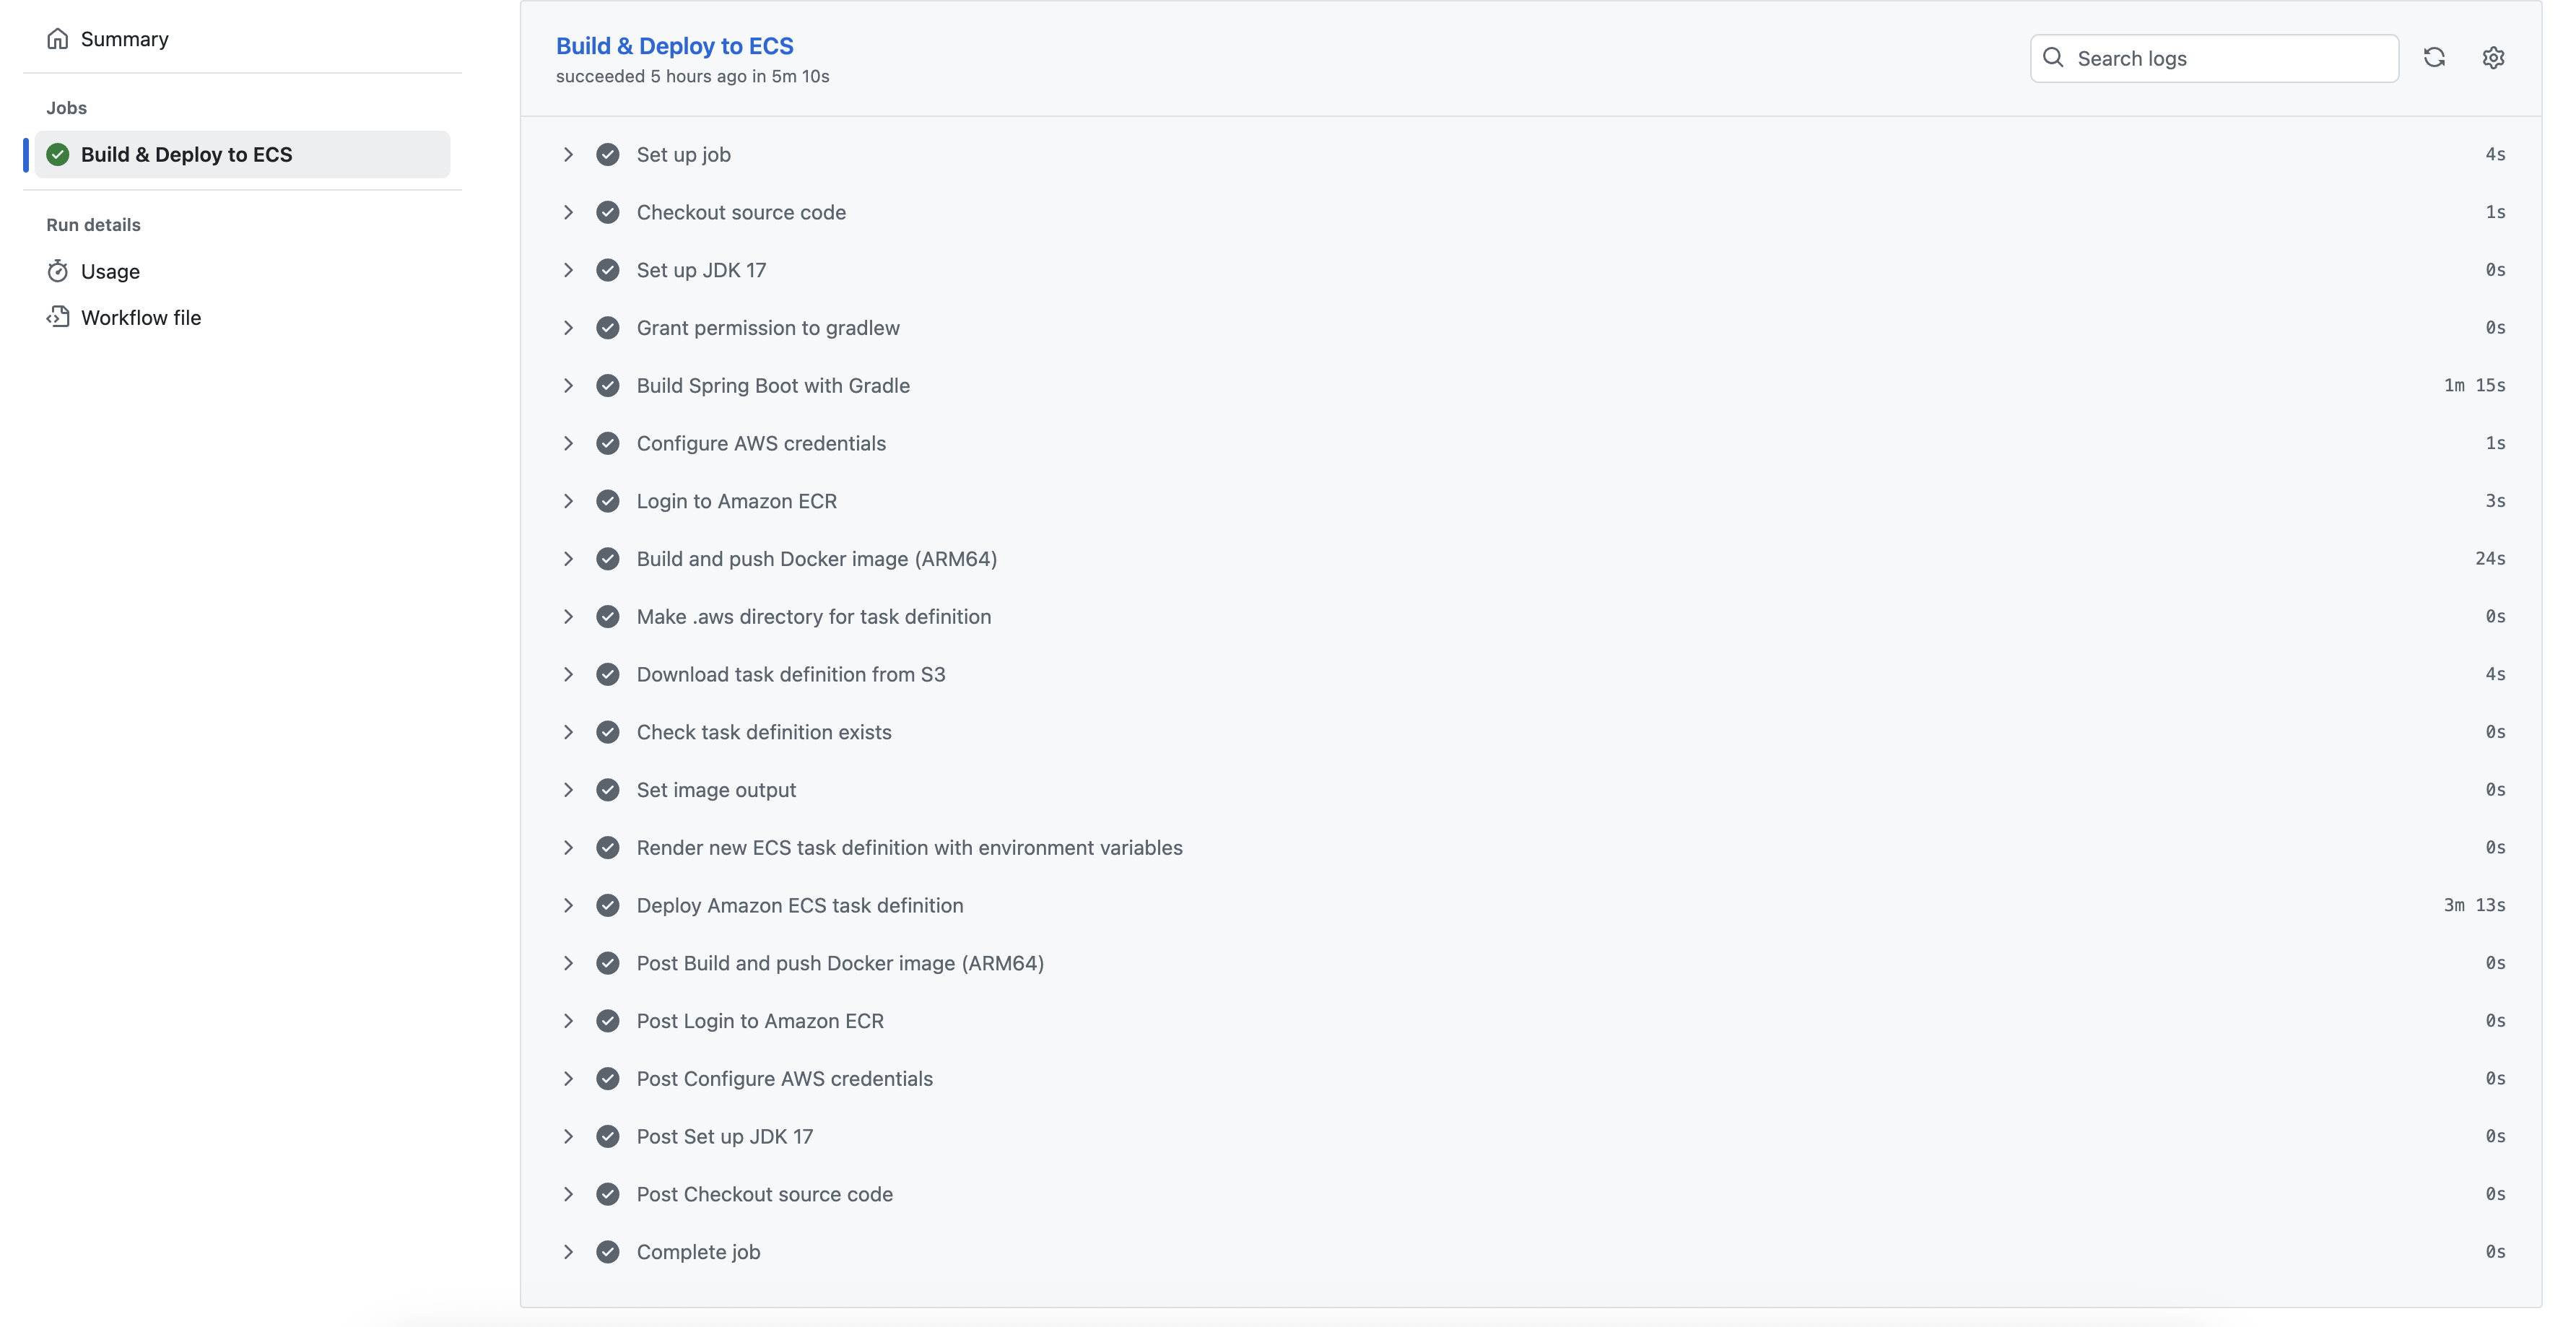 Summary
Jobs
Build & Deploy to ECS
Run details
Usage
Workflow file
Build & Deploy to ECS
succeeded 5 hours ago in 5m 10s
Search logs
Set up job 4s
Checkout source code 1s
Set up JDK 17 0s
Grant permission to gradlew 0s
Build Spring Boot with Gradle 1m 15s
Configure AWS credentials 1s
Login to Amazon ECR 3s
Build and push Docker image (ARM64) 24s
Make .aws directory for task definition 0s
Download task definition from S3 4s
Check task definition exists 0s
Set image output 0s
Render new ECS task definition with environment variables 0s
Deploy Amazon ECS task definition 3m 13s
Post Build and push Docker image (ARM64) 0s
Post Login to Amazon ECR 0s
Post Configure AWS credentials 0s
Post Set up JDK 17 0s
Post Checkout source code 0s
Complete job 0s